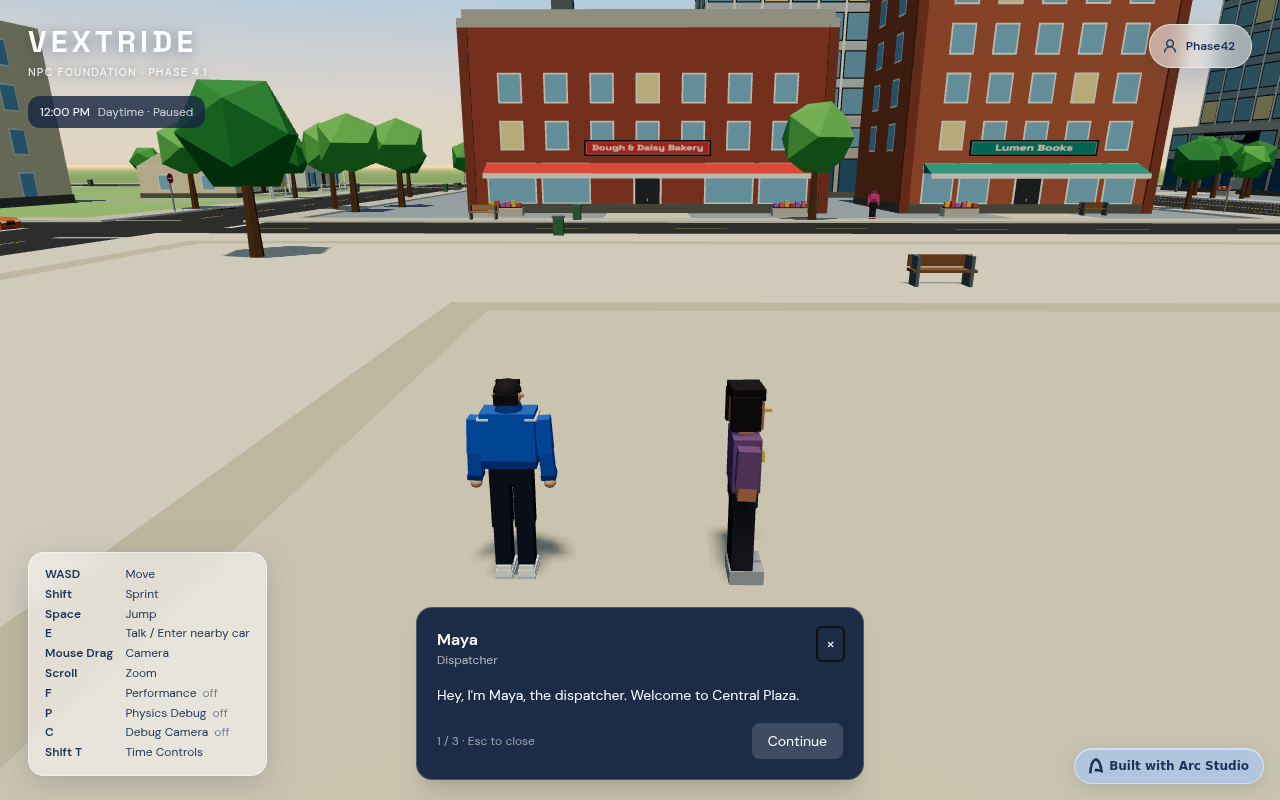 VEXTRIDE
NPC FOUNDATION · PHASE 4.1
12:00 PM Daytime · Paused
Phase42
Dough & Daisy Bakery
Lumen Books
WASD Move
Shift Sprint
Space Jump
E Talk / Enter nearby car
Mouse Drag Camera
Scroll Zoom
F Performance off
P Physics Debug off
C Debug Camera off
Shift T Time Controls
Maya
×
Dispatcher
Hey, I'm Maya, the dispatcher. Welcome to Central Plaza.
1 / 3 · Esc to close
Continue
Built with Arc Studio